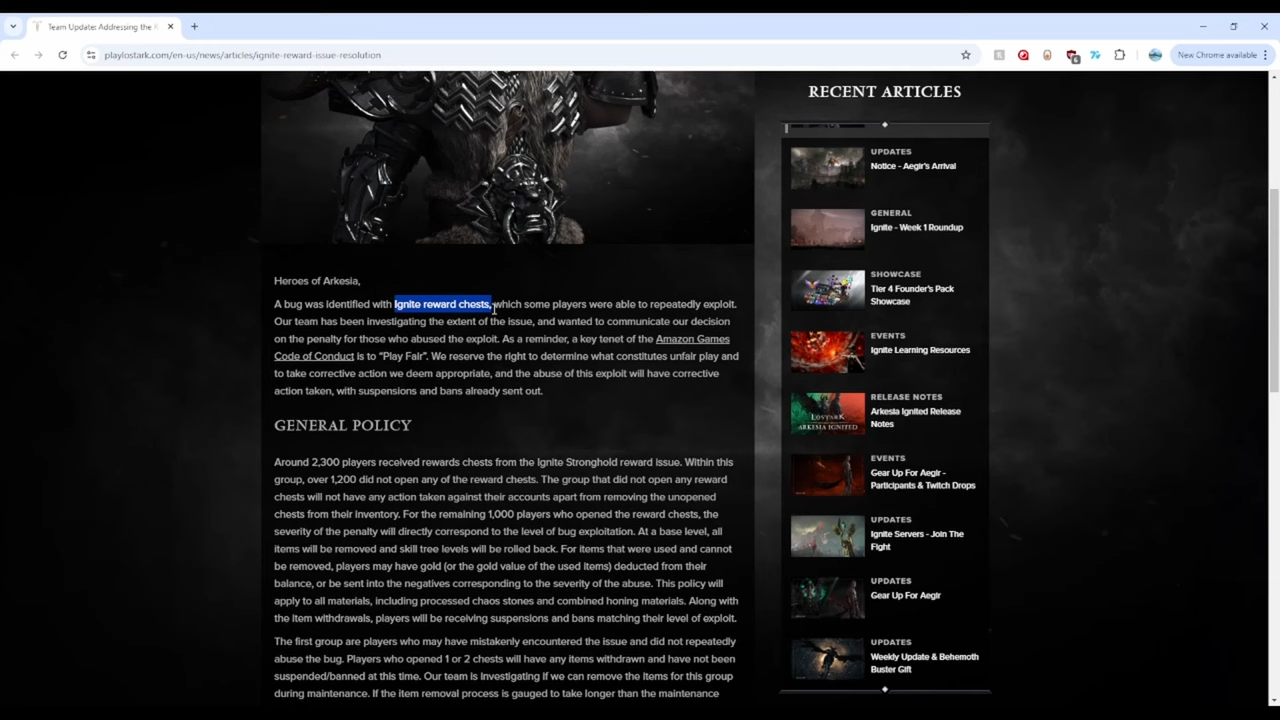 Team Update: Addressing the
playlostark.com/en-us/news/articles/ignite-reward-issue-resolution
New Chrome available
Heroes of Arkesia,
A bug was identified with Ignite reward chests, which some players were able to repeatedly exploit.
Our team has been investigating the extent of the issue, and wanted to communicate our decision
on the penalty for those who abused the exploit. As a reminder, a key tenet of the Amazon Games
Code of Conduct is to “Play Fair”. We reserve the right to determine what constitutes unfair play and
to take corrective action we deem appropriate, and the abuse of this exploit will have corrective
action taken, with suspensions and bans already sent out.
GENERAL POLICY
Around 2,300 players received rewards chests from the Ignite Stronghold reward issue. Within this
group, over 1,200 did not open any of the reward chests. The group that did not open any reward
chests will not have any action taken against their accounts apart from removing the unopened
chests from their inventory. For the remaining 1,000 players who opened the reward chests, the
severity of the penalty will directly correspond to the level of bug exploitation. At a base level, all
items will be removed and skill tree levels will be rolled back. For items that were used and cannot
be removed, players may have gold (or the gold value of the used items) deducted from their
balance, or be sent into the negatives corresponding to the severity of the abuse. This policy will
apply to all materials, including processed chaos stones and combined honing materials. Along with
the item withdrawals, players will be receiving suspensions and bans matching their level of exploit.
The first group are players who may have mistakenly encountered the issue and did not repeatedly
abuse the bug. Players who opened 1 or 2 chests will have any items withdrawn and have not been
suspended/banned at this time. Our team is investigating if we can remove the items for this group
during maintenance. If the item removal process is gauged to take longer than the maintenance
RECENT ARTICLES
UPDATES
Notice - Aegir's Arrival
GENERAL
Ignite - Week 1 Roundup
SHOWCASE
Tier 4 Founder's Pack
Showcase
EVENTS
Ignite Learning Resources
RELEASE NOTES
Arkesia Ignited Release
Notes
LOST ARK
ARKESIA IGNITED
EVENTS
Gear Up For Aegir -
Participants & Twitch Drops
UPDATES
Ignite Servers - Join The
Fight
UPDATES
Gear Up For Aegir
UPDATES
Weekly Update & Behemoth
Buster Gift